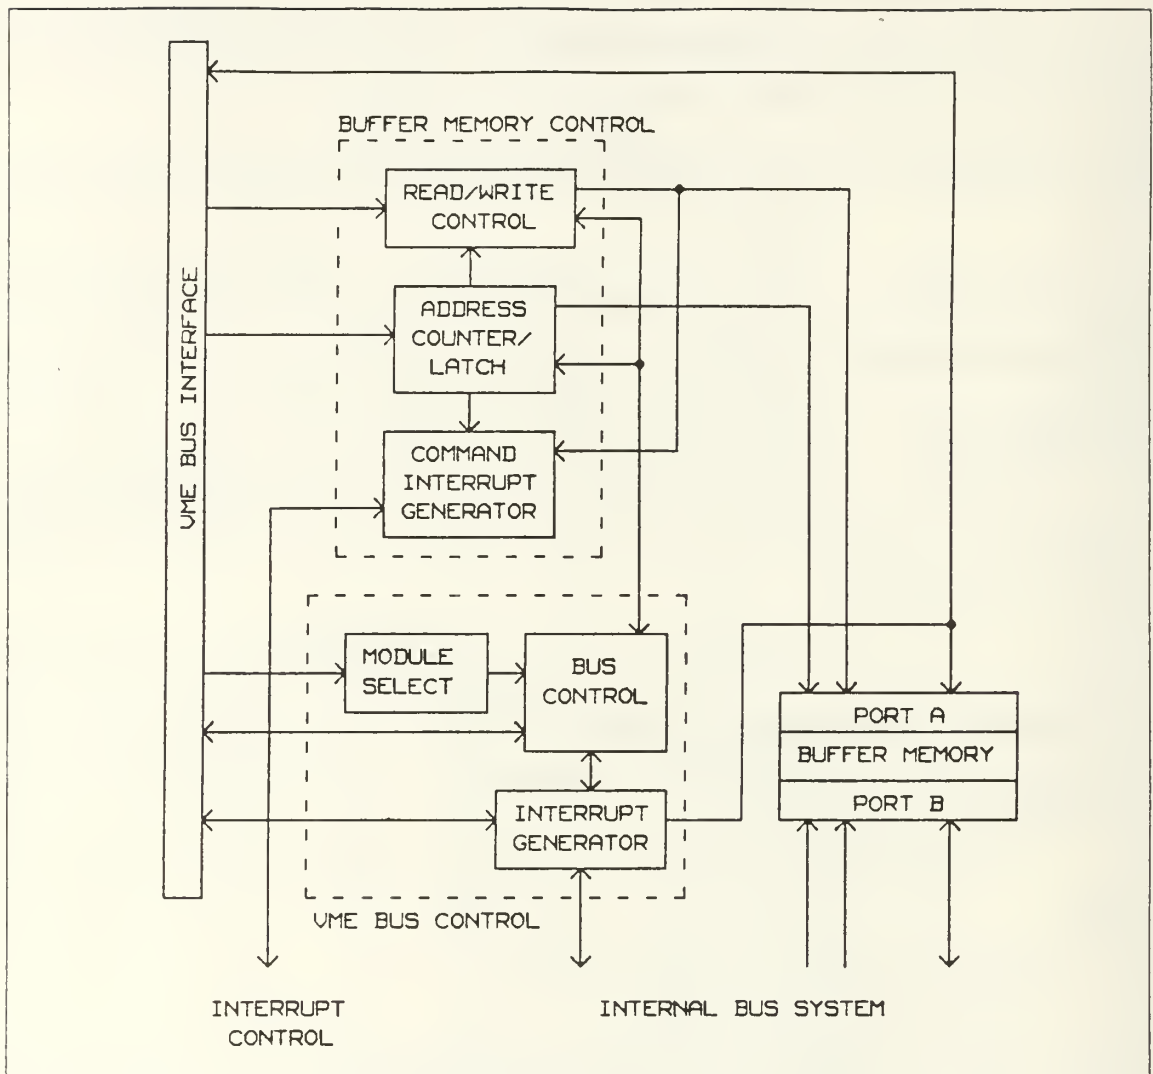 BUFFER MEMORY CONTROL
READ/WRITE
CONTROL
ADDRESS
COUNTER/
LATCH
COMMAND
INTERRUPT
GENERATOR
VME BUS INTERFACE
MODULE
SELECT
BUS
CONTROL
INTERRUPT
GENERATOR
VME BUS CONTROL
PORT A
BUFFER MEMORY
PORT B
INTERRUPT
CONTROL
INTERNAL BUS SYSTEM